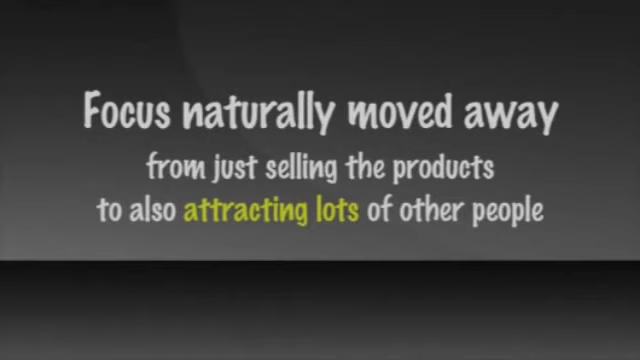 Focus naturally moved away
from just selling the products
to also attracting lots of other people